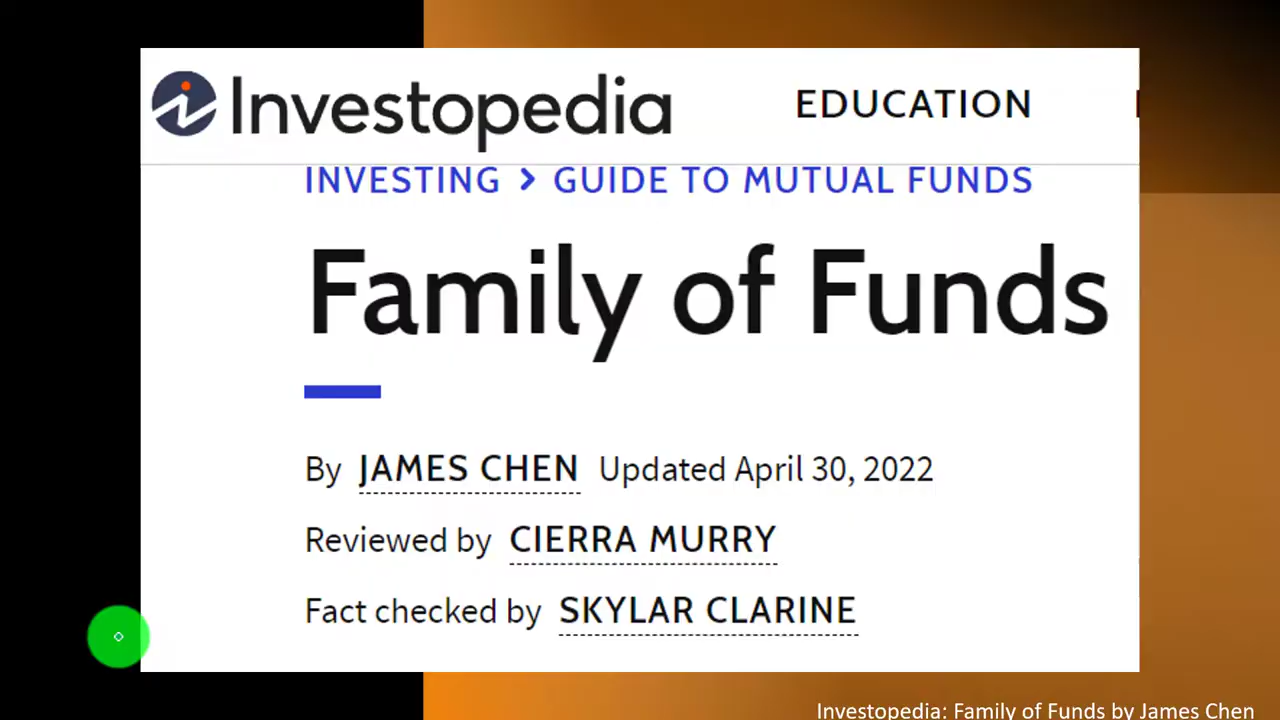 Investopedia
EDUCATION
INVESTING > GUIDE TO MUTUAL FUNDS
Family of Funds
By JAMES CHEN Updated April 30, 2022
Reviewed by CIERRA MURRY
Fact checked by SKYLAR CLARINE
Investopedia: Family of Funds by James Chen